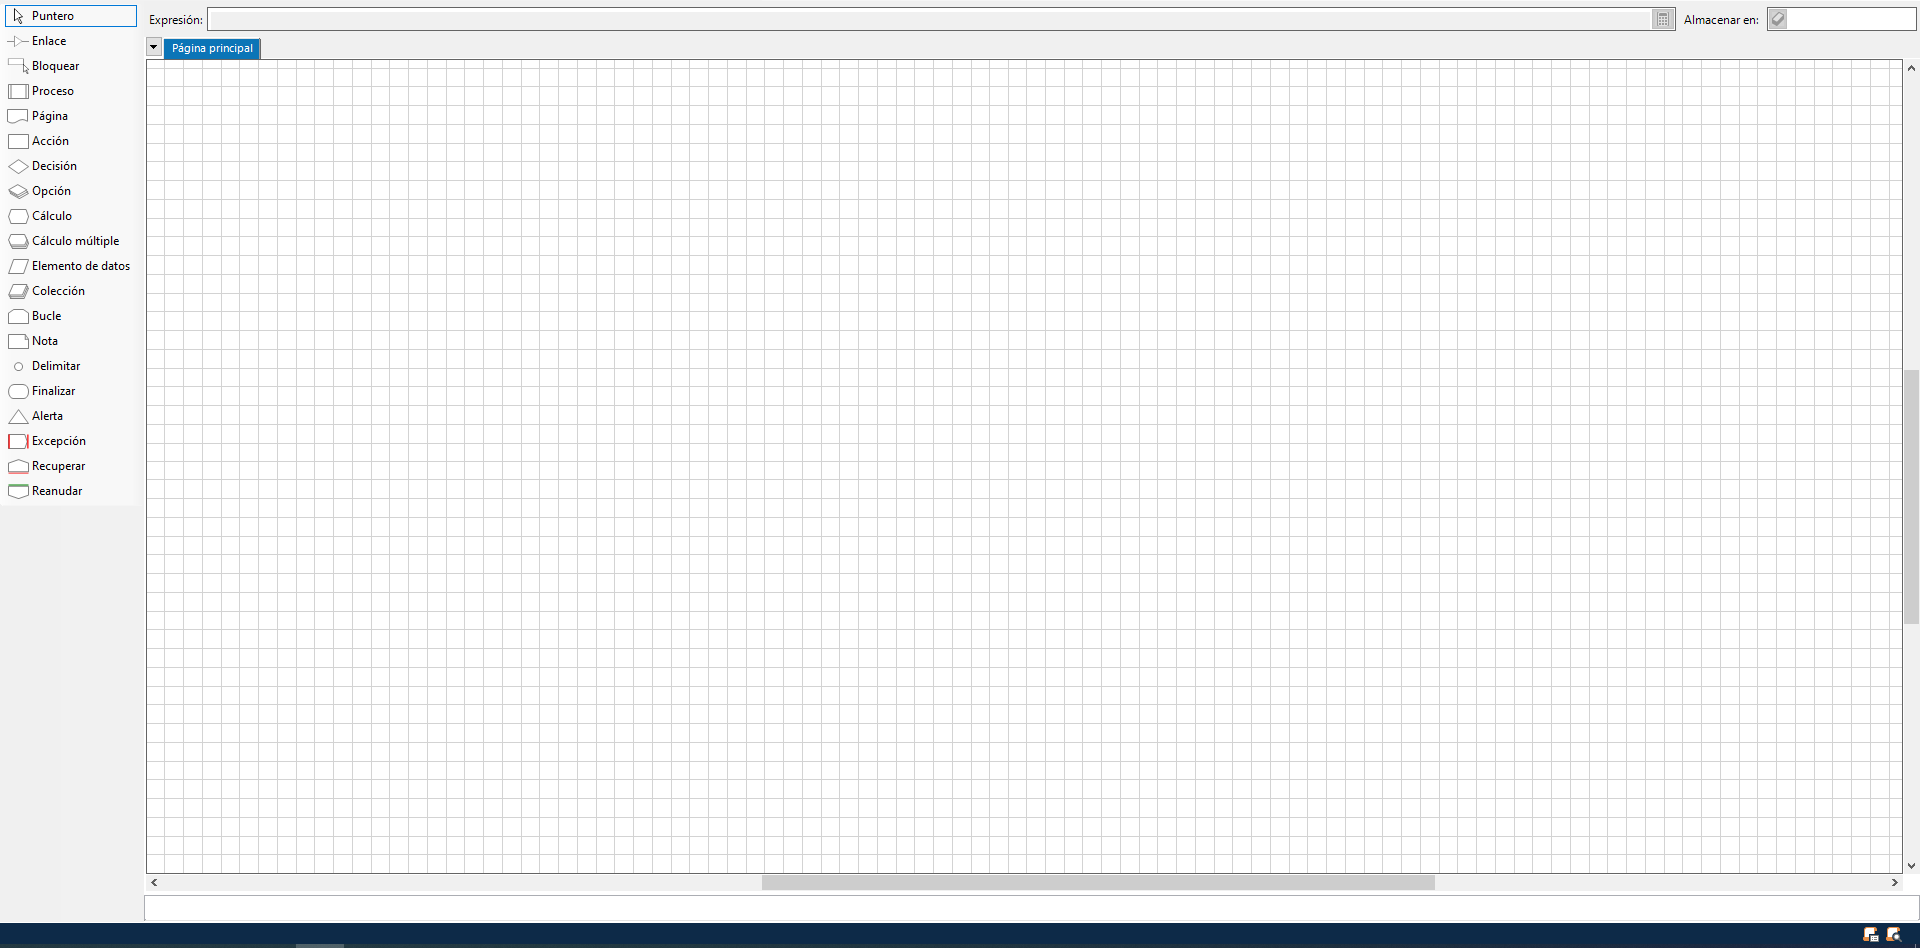 Puntero
Expresión:
Almacenar en:
Enlace
Página principal
Bloquear
Proceso
Página
Acción
Decisión
Opción
Cálculo
Cálculo múltiple
Elemento de datos
Colección
Bucle
Nota
Delimitar
Finalizar
Alerta
Excepción
Recuperar
Reanudar